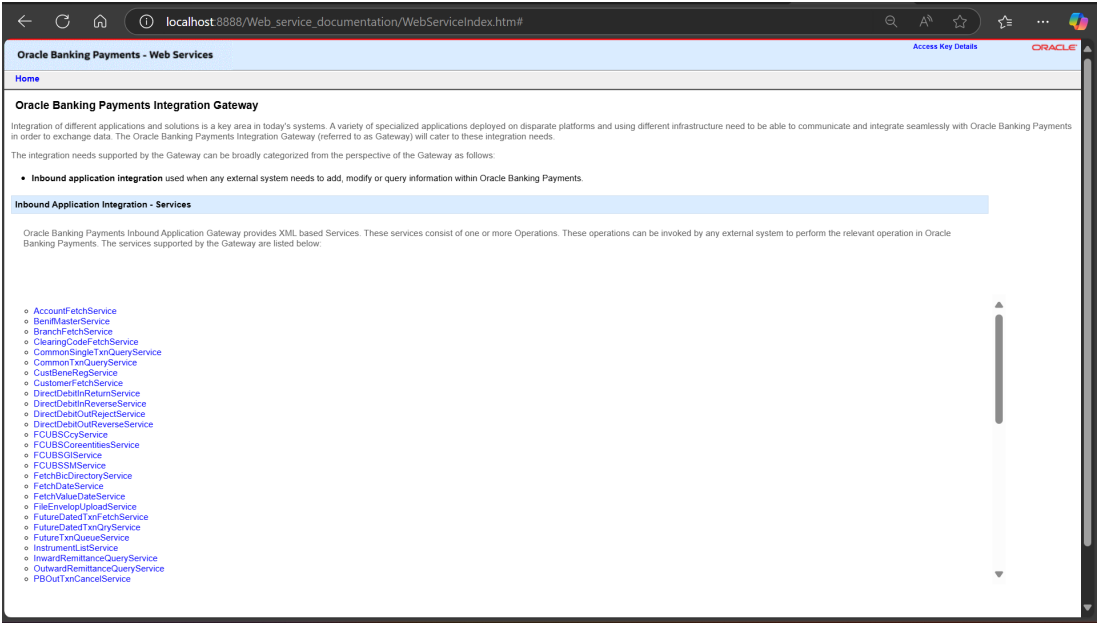 localhost:8888/Web_service_documentation/WebServiceIndex.htm#
Oracle Banking Payments - Web Services
Access Key Details
ORACLE
Home
Oracle Banking Payments Integration Gateway
Integration of different applications and solutions is a key area in today's systems. A variety of specialized applications deployed on disparate platforms and using different infrastructure need to be able to communicate and integrate seamlessly with Oracle Banking Payments
in order to exchange data. The Oracle Banking Payments Integration Gateway (referred to as Gateway) will cater to these integration needs.
The integration needs supported by the Gateway can be broadly categorized from the perspective of the Gateway as follows:
Inbound application integration used when any external system needs to add, modify or query information within Oracle Banking Payments.
Inbound Application Integration - Services
Oracle Banking Payments Inbound Application Gateway provides XML based Services. These services consist of one or more Operations. These operations can be invoked by any external system to perform the relevant operation in Oracle
Banking Payments. The services supported by the Gateway are listed below:
AccountFetchService
BenifMasterService
BranchFetchService
ClearingCodeFetchService
CommonSingleTxnQueryService
CommonTxnQueryService
CustBeneRegService
CustomerFetchService
DirectDebitInReturnService
DirectDebitInReverseService
DirectDebitOutRejectService
DirectDebitOutReverseService
FCUBSCcyService
FCUBSCoreentitiesService
FCUBSGIService
FCUBSSMService
FetchBicDirectoryService
FetchDateService
FetchValueDateService
FileEnvelopUploadService
FutureDatedTxnFetchService
FutureDatedTxnQryService
FutureTxnQueueService
InstrumentListService
InwardRemittanceQueryService
OutwardRemittanceQueryService
PBOutTxnCancelService